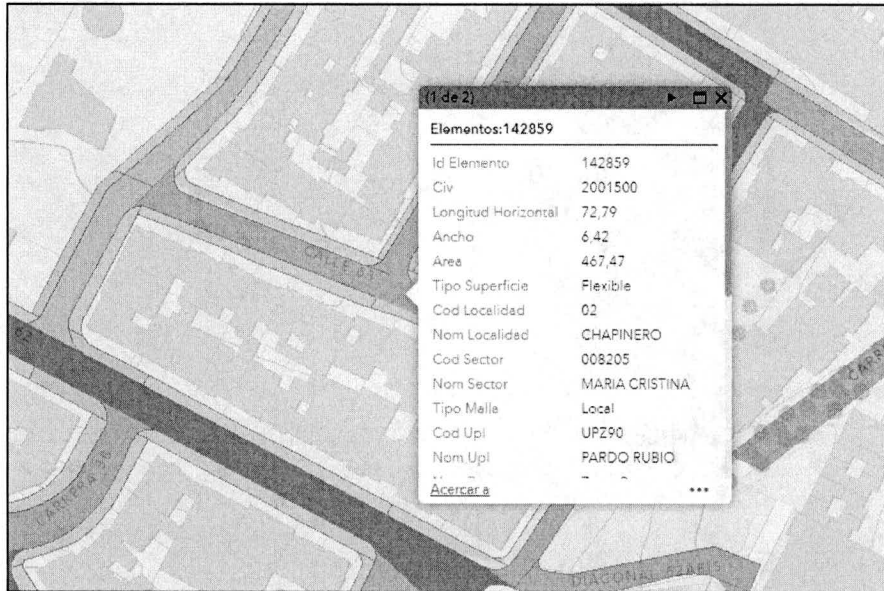 (1 de 2)
Elementos:142859
Id Elemento 142859
Civ 2001500
Longitud Horizontal 72,79
Ancho 6,42
Area 467,47
Tipo Superficie Flexible
Cod Localidad 02
Nom Localidad CHAPINERO
Cod Sector 008205
Nom Sector MARIA CRISTINA
Tipo Malla Local
Cod Upl UPZ90
Nom Upl PARDO RUBIO
Acercar a
CALLE
62
DIAGONAL